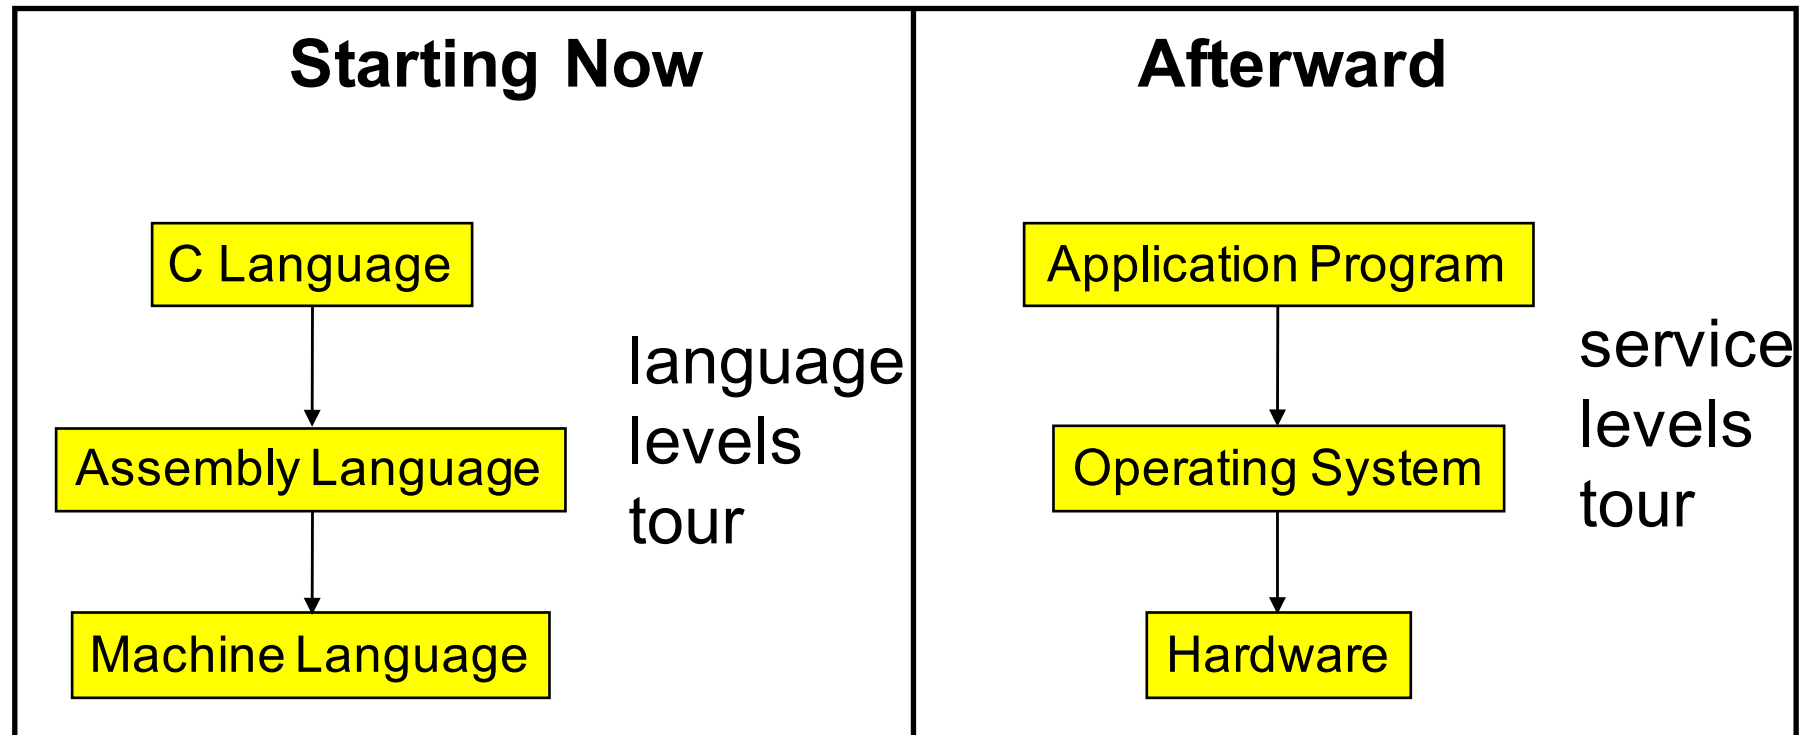 Starting Now
C Language
Assembly Language
Machine Language
language
levels
tour
Afterward
Application Program
Operating System
Hardware
service
levels
tour